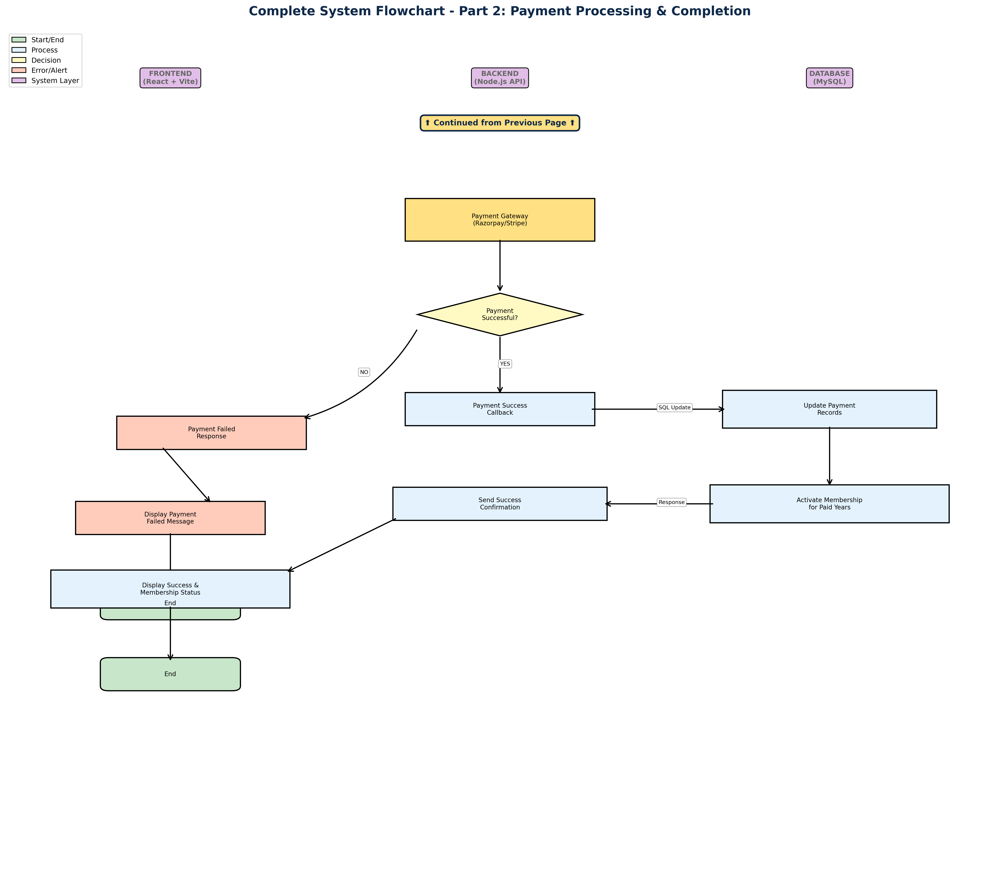 Complete System Flowchart - Part 2: Payment Processing & Completion
Start/End
Process
Decision
Error/Alert
System Layer
FRONTEND
(React + Vite)
BACKEND
(Node.js API)
DATABASE
(MySQL)
⬆ Continued from Previous Page ⬆
Payment Gateway
(Razorpay/Stripe)
Payment
Successful?
NO
YES
Payment Success
Callback
SQL Update
Update Payment
Records
Payment Failed
Response
Send Success
Confirmation
Response
Activate Membership
for Paid Years
Display Payment
Failed Message
Display Success &
Membership Status
End
End